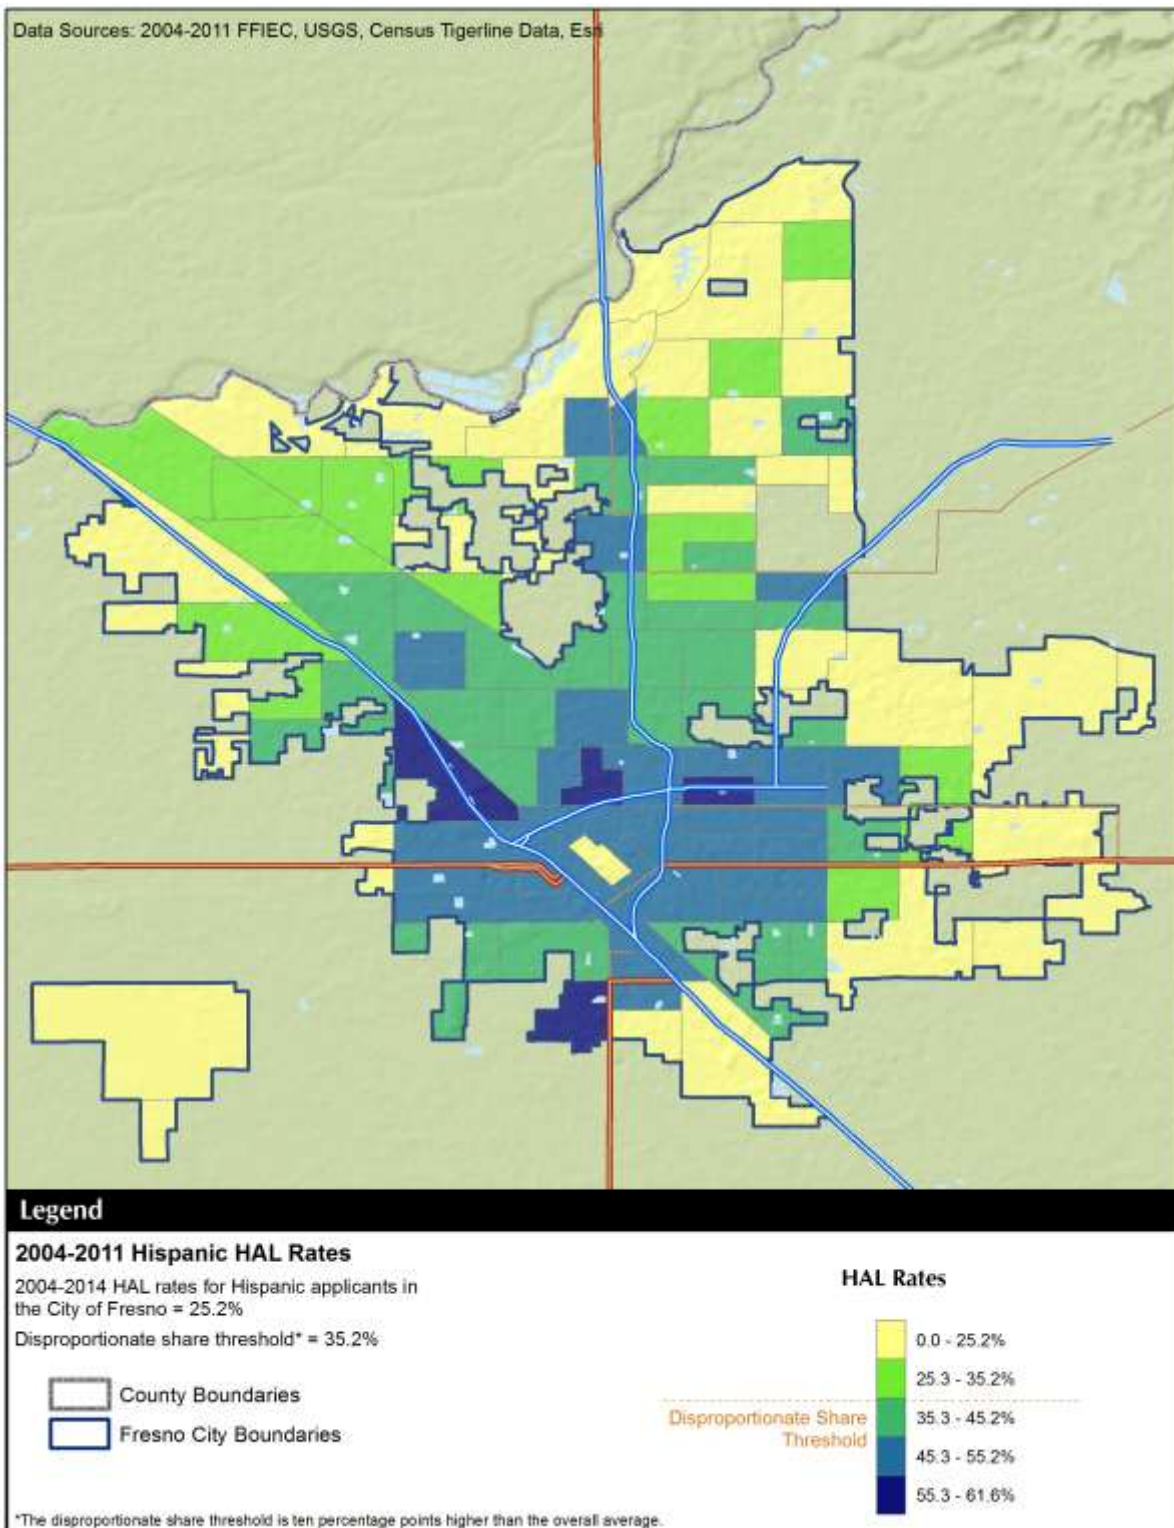 Data Sources: 2004-2011 FFIEC, USGS, Census Tigerline Data, Esri
Legend
2004-2011 Hispanic HAL Rates
2004-2014 HAL rates for Hispanic applicants in
the City of Fresno = 25.2%
Disproportionate share threshold* = 35.2%
County Boundaries
Fresno City Boundaries
HAL Rates
0.0 - 25.2%
25.3 - 35.2%
Disproportionate Share
Threshold
35.3 - 45.2%
45.3 - 55.2%
55.3 - 61.6%
*The disproportionate share threshold is ten percentage points higher than the overall average.